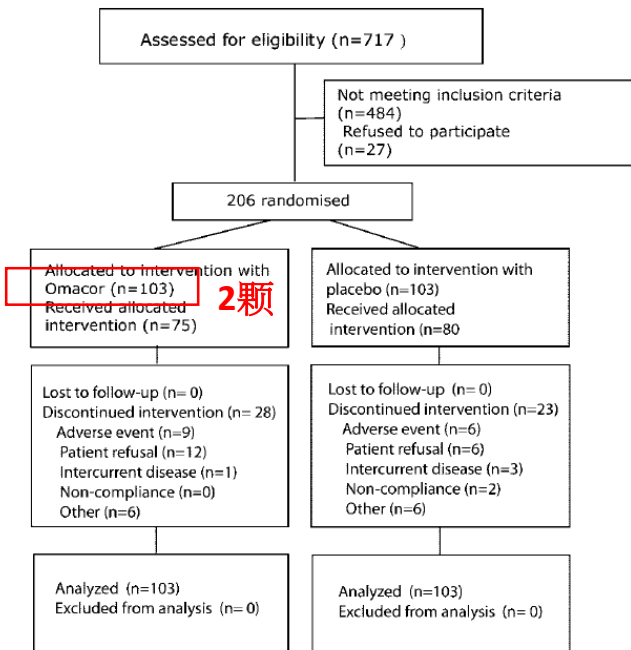 Assessed for eligibility (n=717 )
Not meeting inclusion criteria
(n=484)
Refused to participate
(n=27)
206 randomised
Allocated to intervention with
Omacor (n=103)
Received allocated
intervention (n=75)
2颗
Allocated to intervention with
placebo (n=103)
Received allocated
intervention (n=80
Lost to follow-up (n= 0)
Discontinued intervention (n= 28)
Adverse event (n=9)
Patient refusal (n=12)
Intercurrent disease (n=1)
Non-compliance (n=0)
Other (n=6)
Lost to follow-up (n= 0)
Discontinued intervention (n=23)
Adverse event (n=6)
Patient refusal (n=6)
Intercurrent disease (n=3)
Non-compliance (n=2)
Other (n=6)
Analyzed (n=103)
Excluded from analysis (n= 0)
Analyzed (n=103)
Excluded from analysis (n= 0)